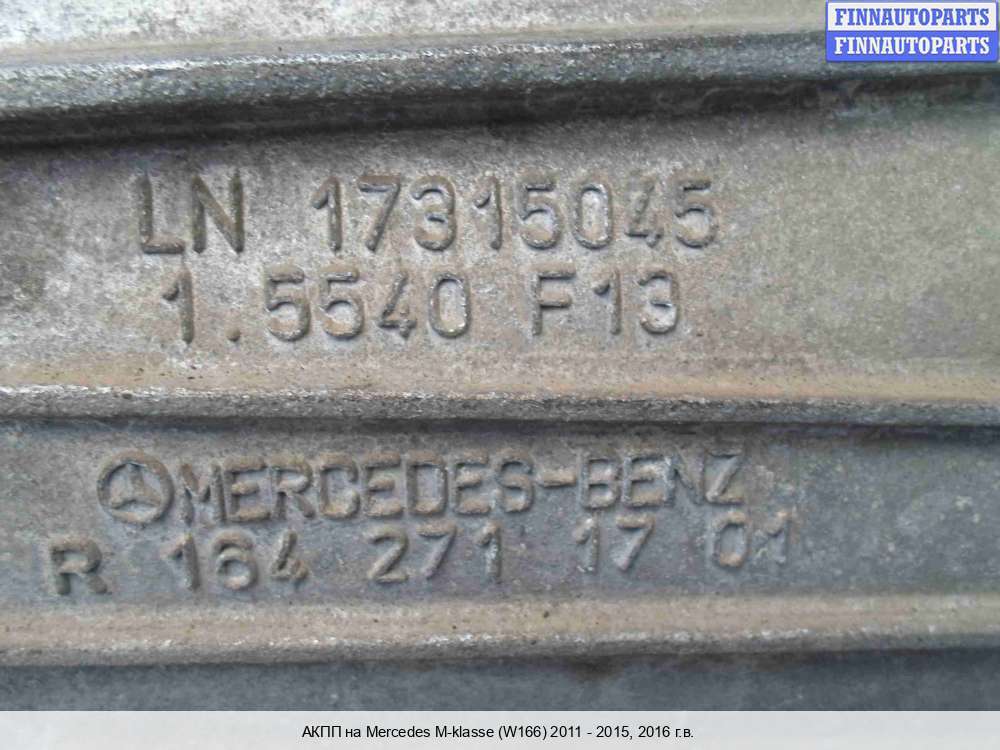 FINNAUTOPARTS
FINNAUTOPARTS
LN 17315045
1.5540 F13
MERCEDES-BENZ
R 164 271 17 01
АКПП на Mercedes M-klasse (W166) 2011 - 2015, 2016 г.в.